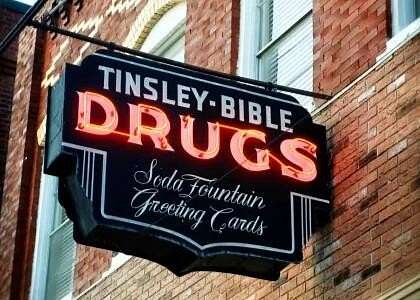 TINSLEY-BIBLE
DRUGS
Soda Fountain
Greeting Cards